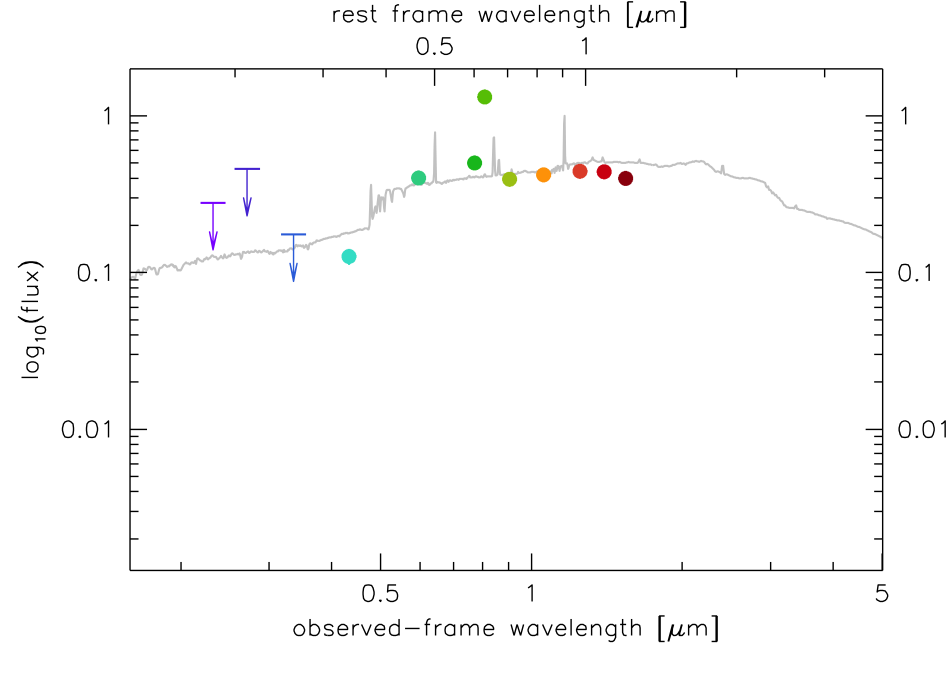 rest frame wavelength [μm]
0.5 1
1 1
0.1 0.1
0.01 0.01
log10(flux)
0.5 1 5
observed-frame wavelength [μm]